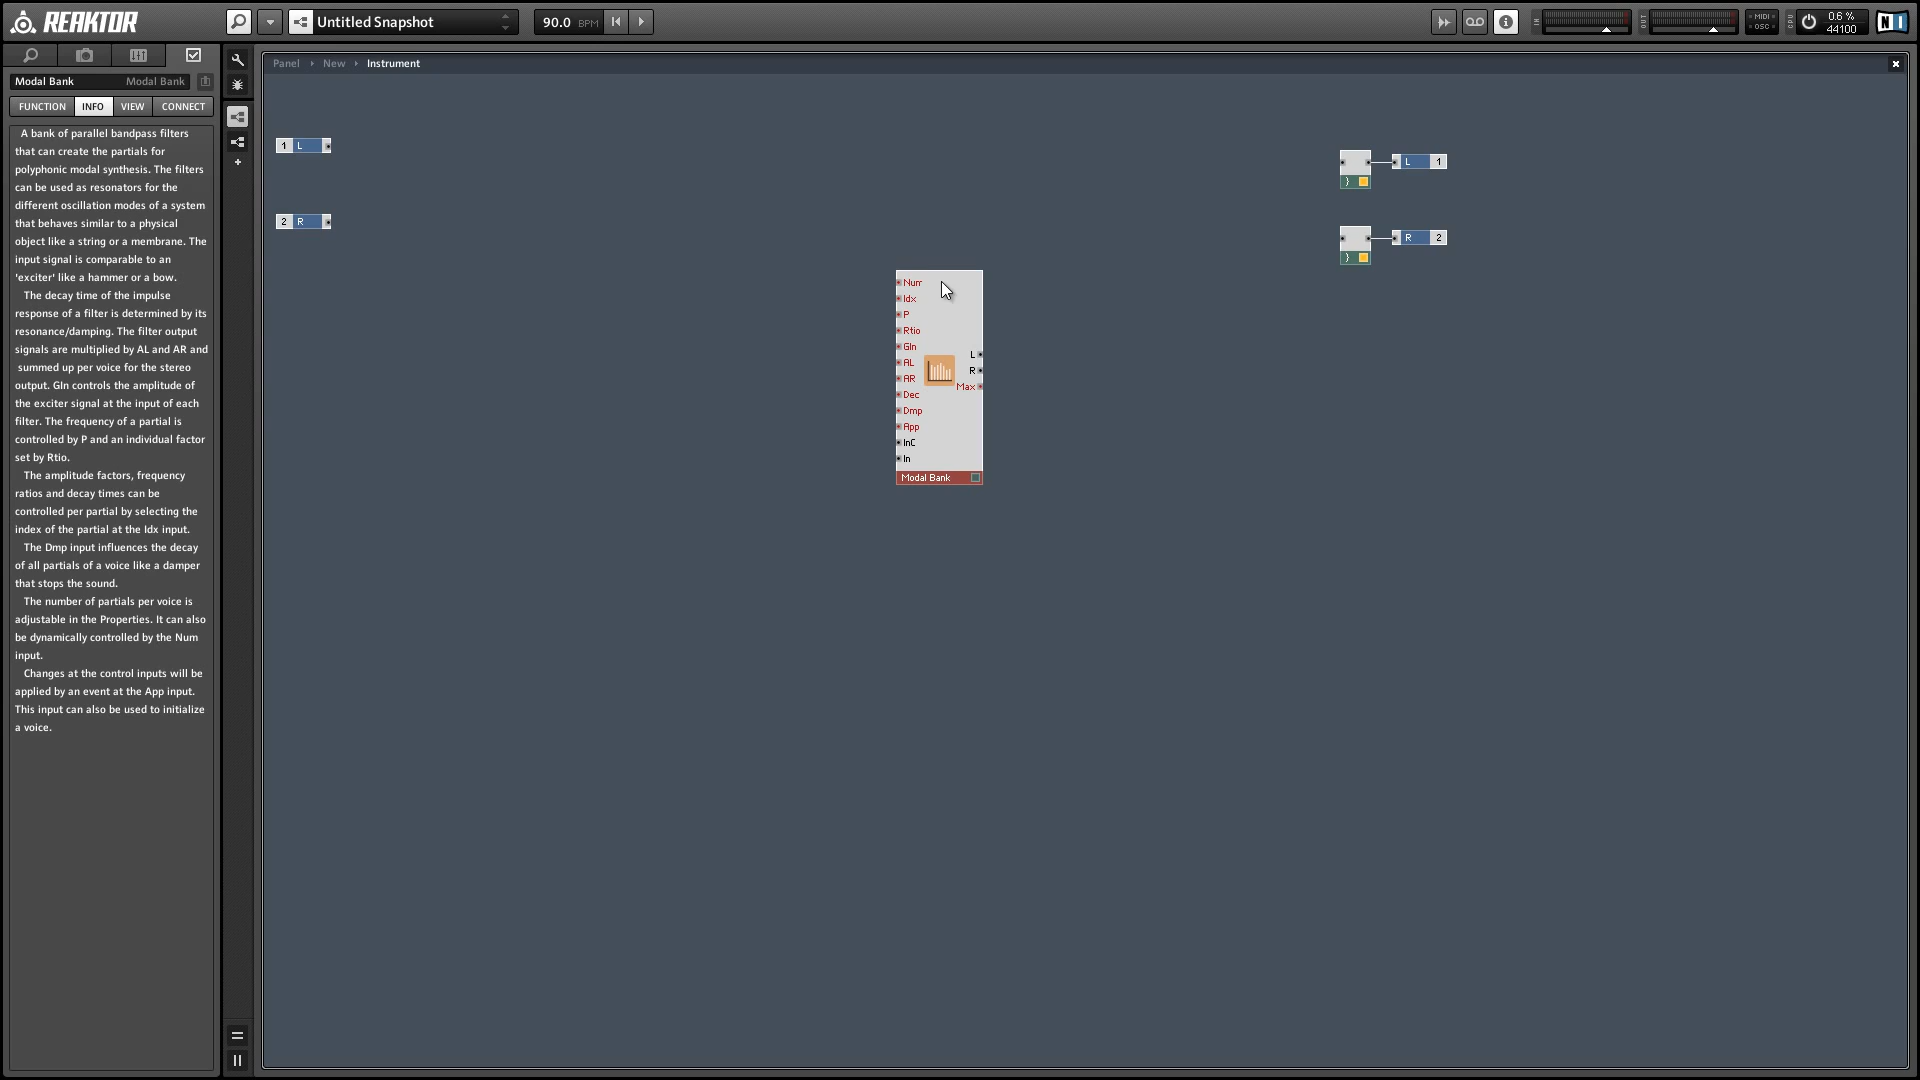 REAKTOR
Untitled Snapshot
90.0 BPM
IN
OUT
MIDI
OSC
CPU
0.6 %
44100
NI
Modal Bank Modal Bank
FUNCTION INFO VIEW CONNECT
A bank of parallel bandpass filters
that can create the partials for
polyphonic modal synthesis. The filters
can be used as resonators for the
different oscillation modes of a system
that behaves similar to a physical
object like a string or a membrane. The
input signal is comparable to an
'exciter' like a hammer or a bow.
The decay time of the impulse
response of a filter is determined by its
resonance/damping. The filter output
signals are multiplied by AL and AR and
summed up per voice for the stereo
output. Gln controls the amplitude of
the exciter signal at the input of each
filter. The frequency of a partial is
controlled by P and an individual factor
set by Rtio.
The amplitude factors, frequency
ratios and decay times can be
controlled per partial by selecting the
index of the partial at the Idx input.
The Dmp input influences the decay
of all partials of a voice like a damper
that stops the sound.
The number of partials per voice is
adjustable in the Properties. It can also
be dynamically controlled by the Num
input.
Changes at the control inputs will be
applied by an event at the App input.
This input can also be used to initialize
a voice.
Panel New Instrument
1 L
2 R
Num
Idx
P
Rtio
Gln
AL
AR
Dec
Dmp
App
InC
In
L
R
Max
Modal Bank
}
L 1
}
R 2